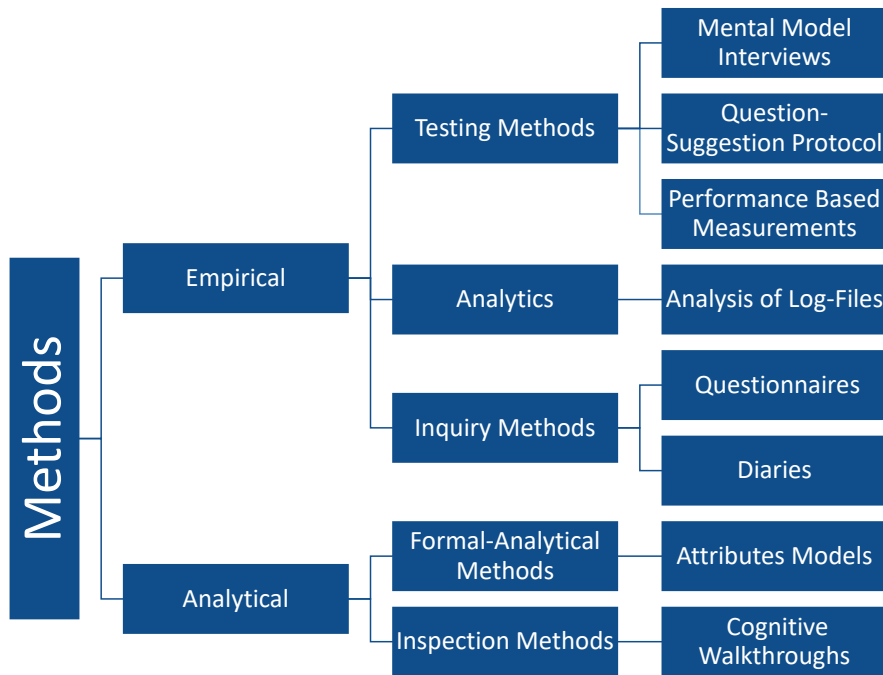 Methods
Empirical
Testing Methods
Mental Model
Interviews
Question-
Suggestion Protocol
Performance Based
Measurements
Analytics
Analysis of Log-Files
Inquiry Methods
Questionnaires
Diaries
Analytical
Formal-Analytical
Methods
Attributes Models
Inspection Methods
Cognitive
Walkthroughs